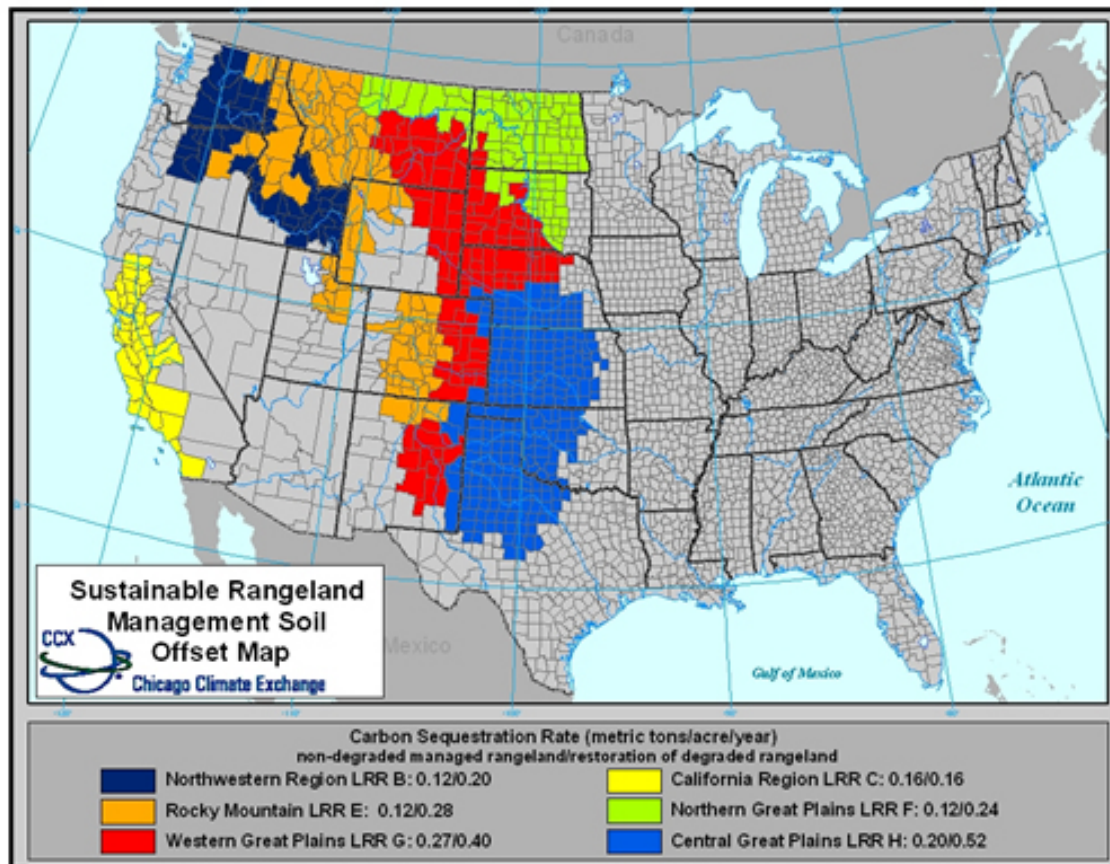 Canada
Atlantic
Ocean
Gulf of Mexico
Mexico
Sustainable Rangeland
Management Soil
Offset Map
CCX
Chicago Climate Exchange
Carbon Sequestration Rate (metric tons/acre/year)
non-degraded managed rangeland/restoration of degraded rangeland
Northwestern Region LRR B: 0.12/0.20
California Region LRR C: 0.16/0.16
Rocky Mountain LRR E: 0.12/0.28
Northern Great Plains LRR F: 0.12/0.24
Western Great Plains LRR G: 0.27/0.40
Central Great Plains LRR H: 0.20/0.52